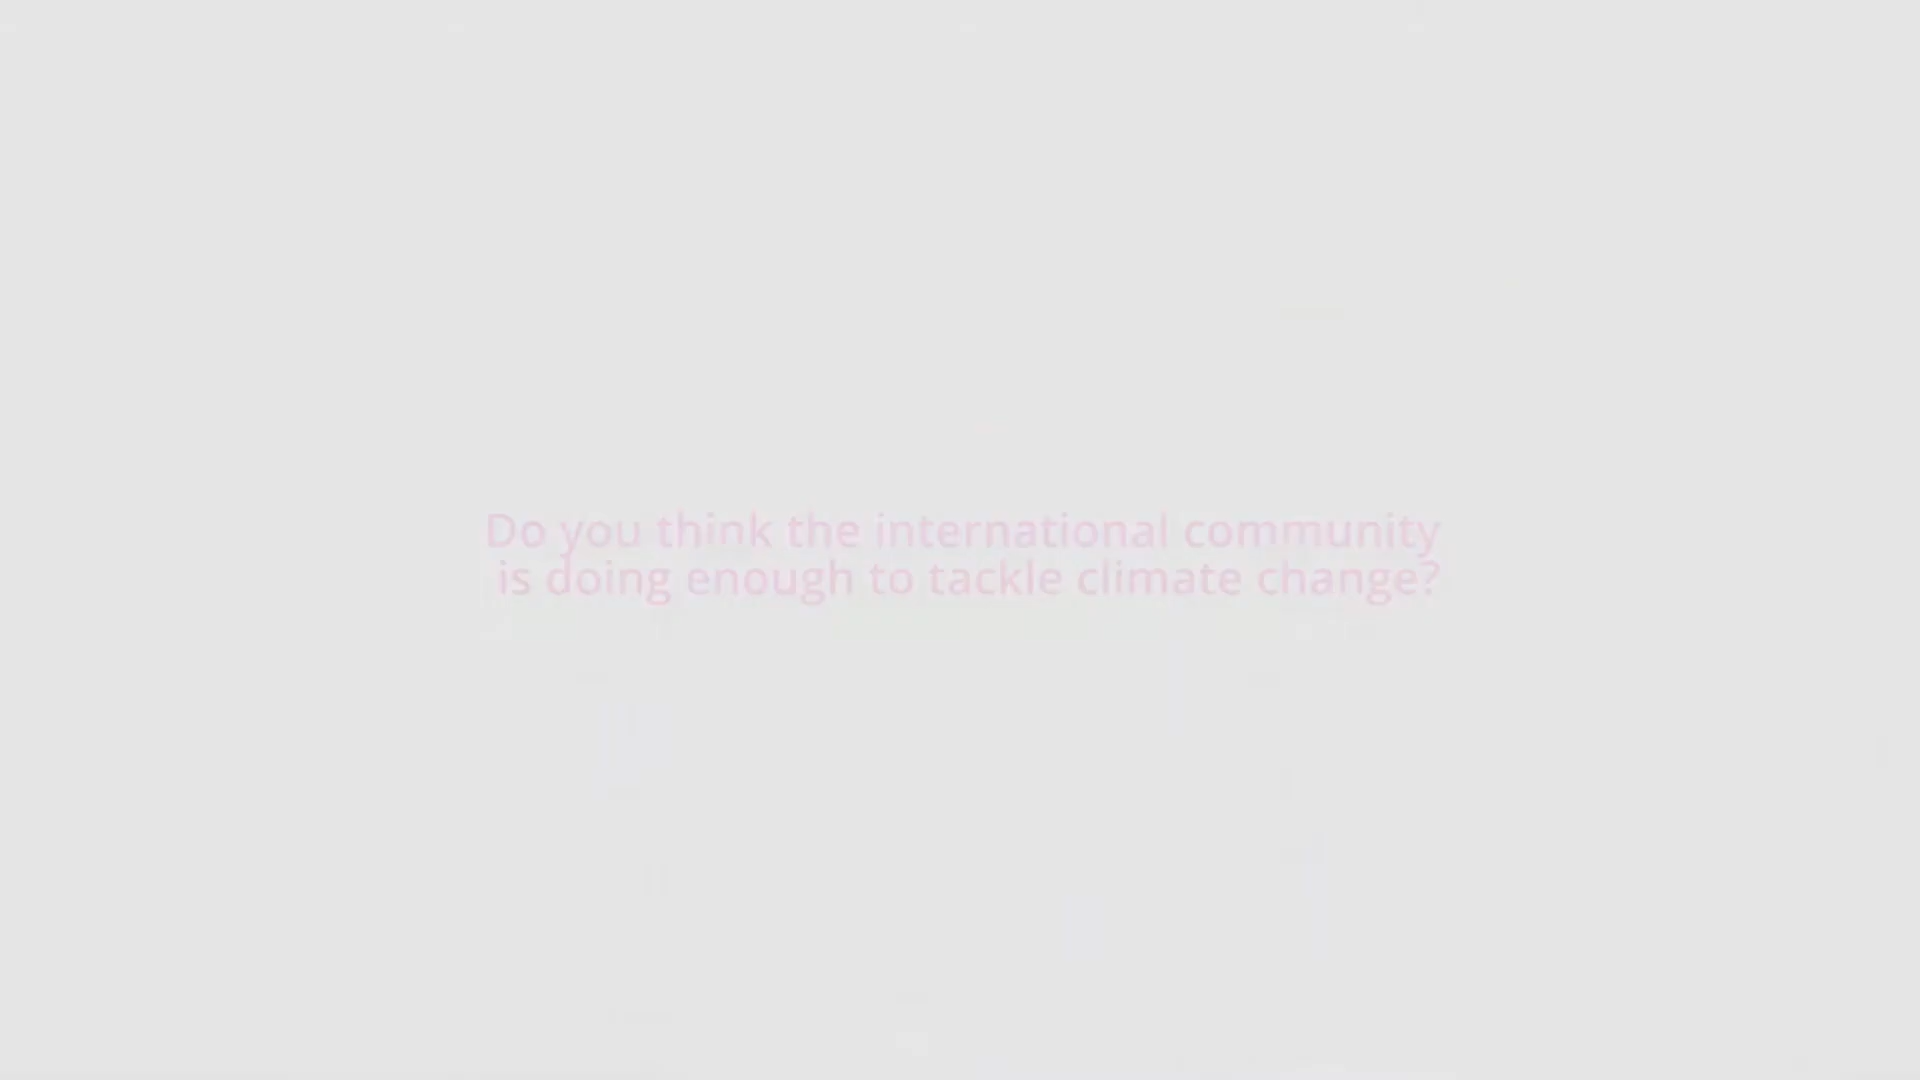 Do you think the international community
is doing enough to tackle climate change?